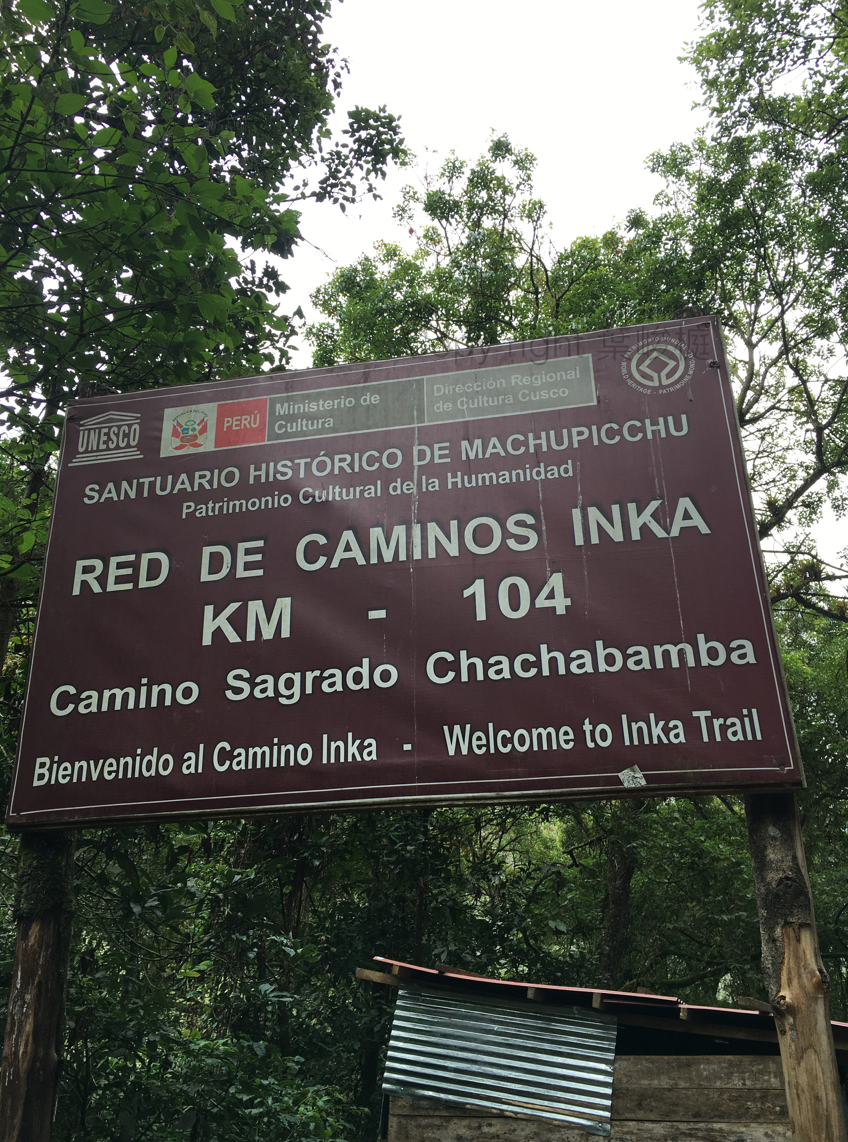 UNESCO
PERÚ
Ministerio de
Cultura
Dirección Regional
de Cultura Cusco
SANTUARIO HISTÓRICO DE MACHUPICCHU
Patrimonio Cultural de la Humanidad
RED DE CAMINOS INKA
KM - 104
Camino Sagrado Chachabamba
Bienvenido al Camino Inka - Welcome to Inka Trail